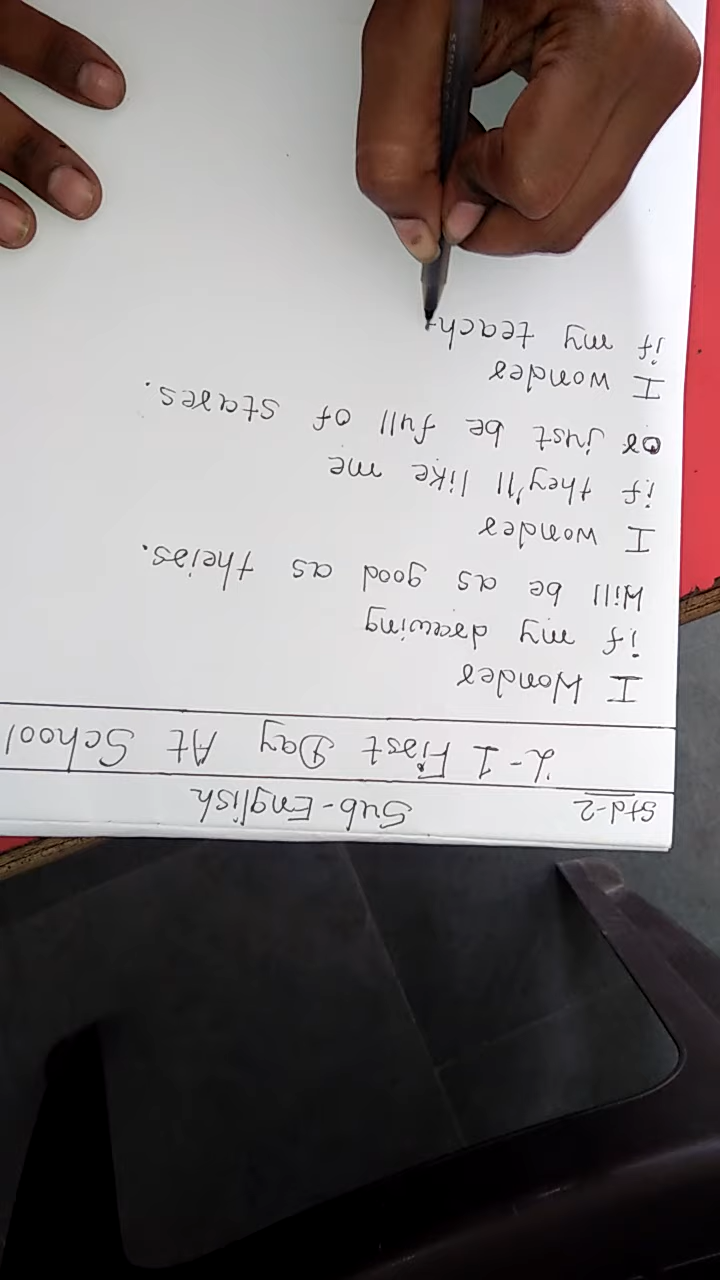 Std-2 Sub-English
L-1 First Day At School
I Wonder
if my drewing
Will be as good as theirs.
I wonder
if they'll like me
or just be full of stares.
I wonder
if my teach